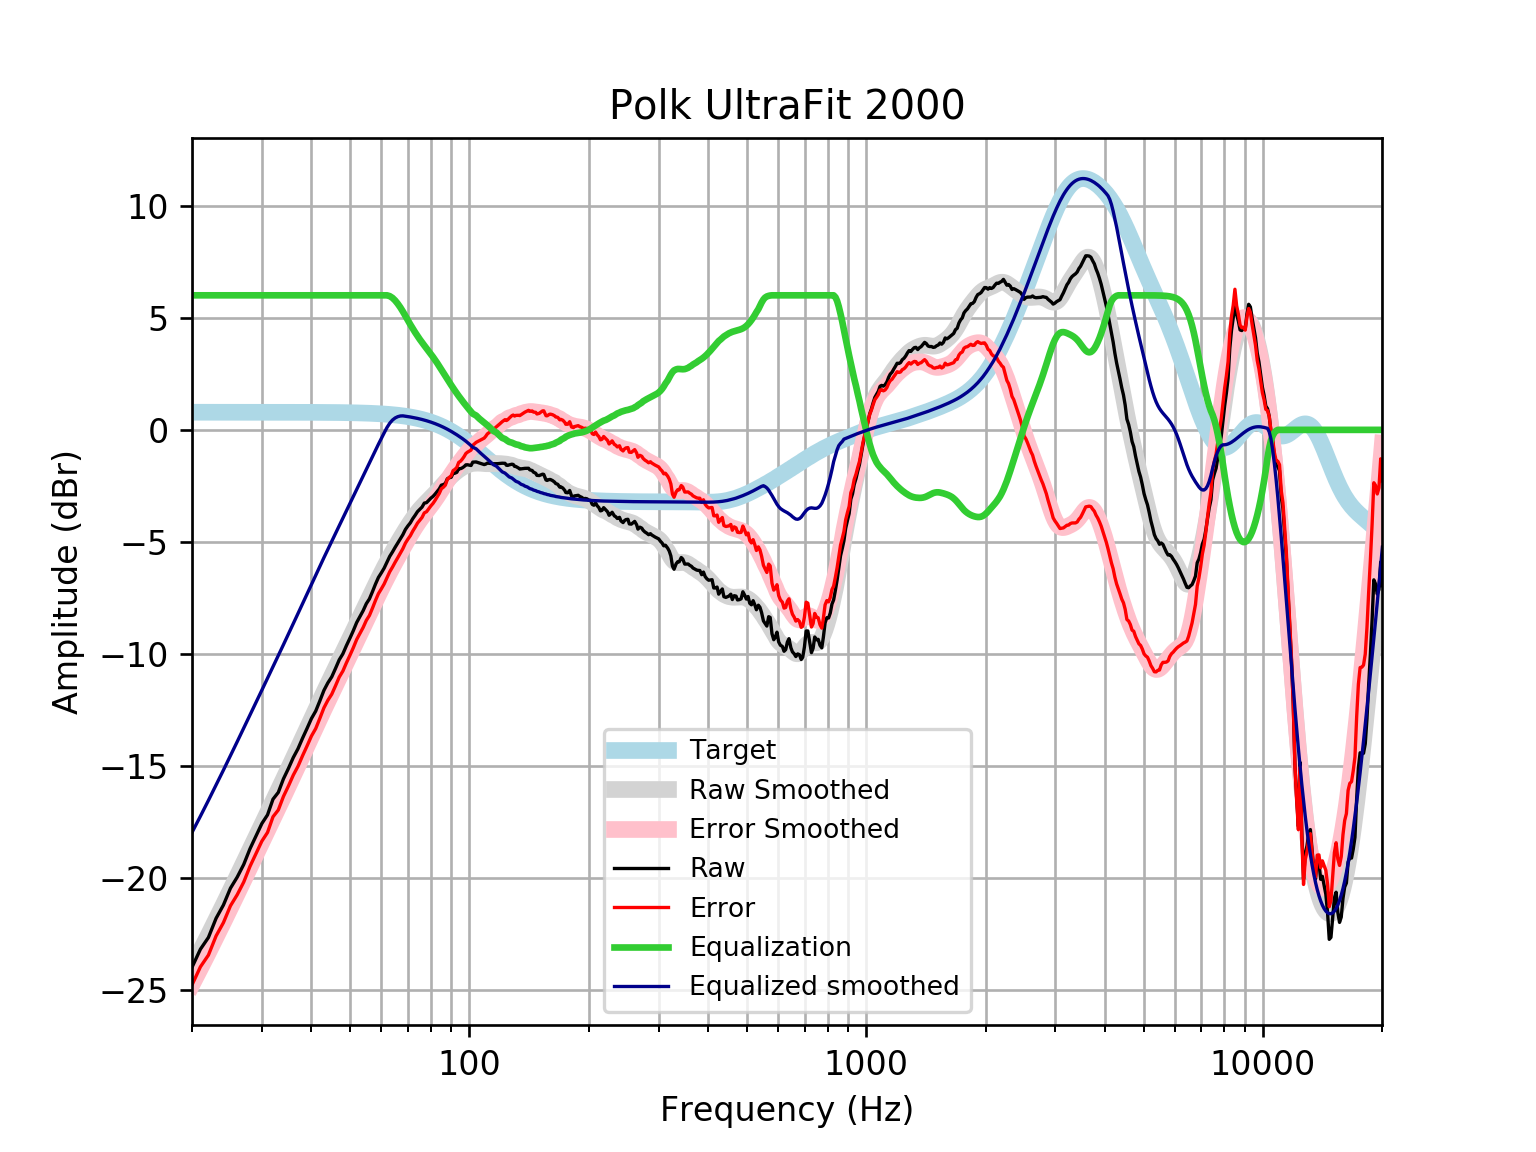 Polk UltraFit 2000
Amplitude (dBr)
10
5
0
−5
−10
−15
−20
−25
Target
Raw Smoothed
Error Smoothed
Raw
Error
Equalization
Equalized smoothed
100
1000
10000
Frequency (Hz)